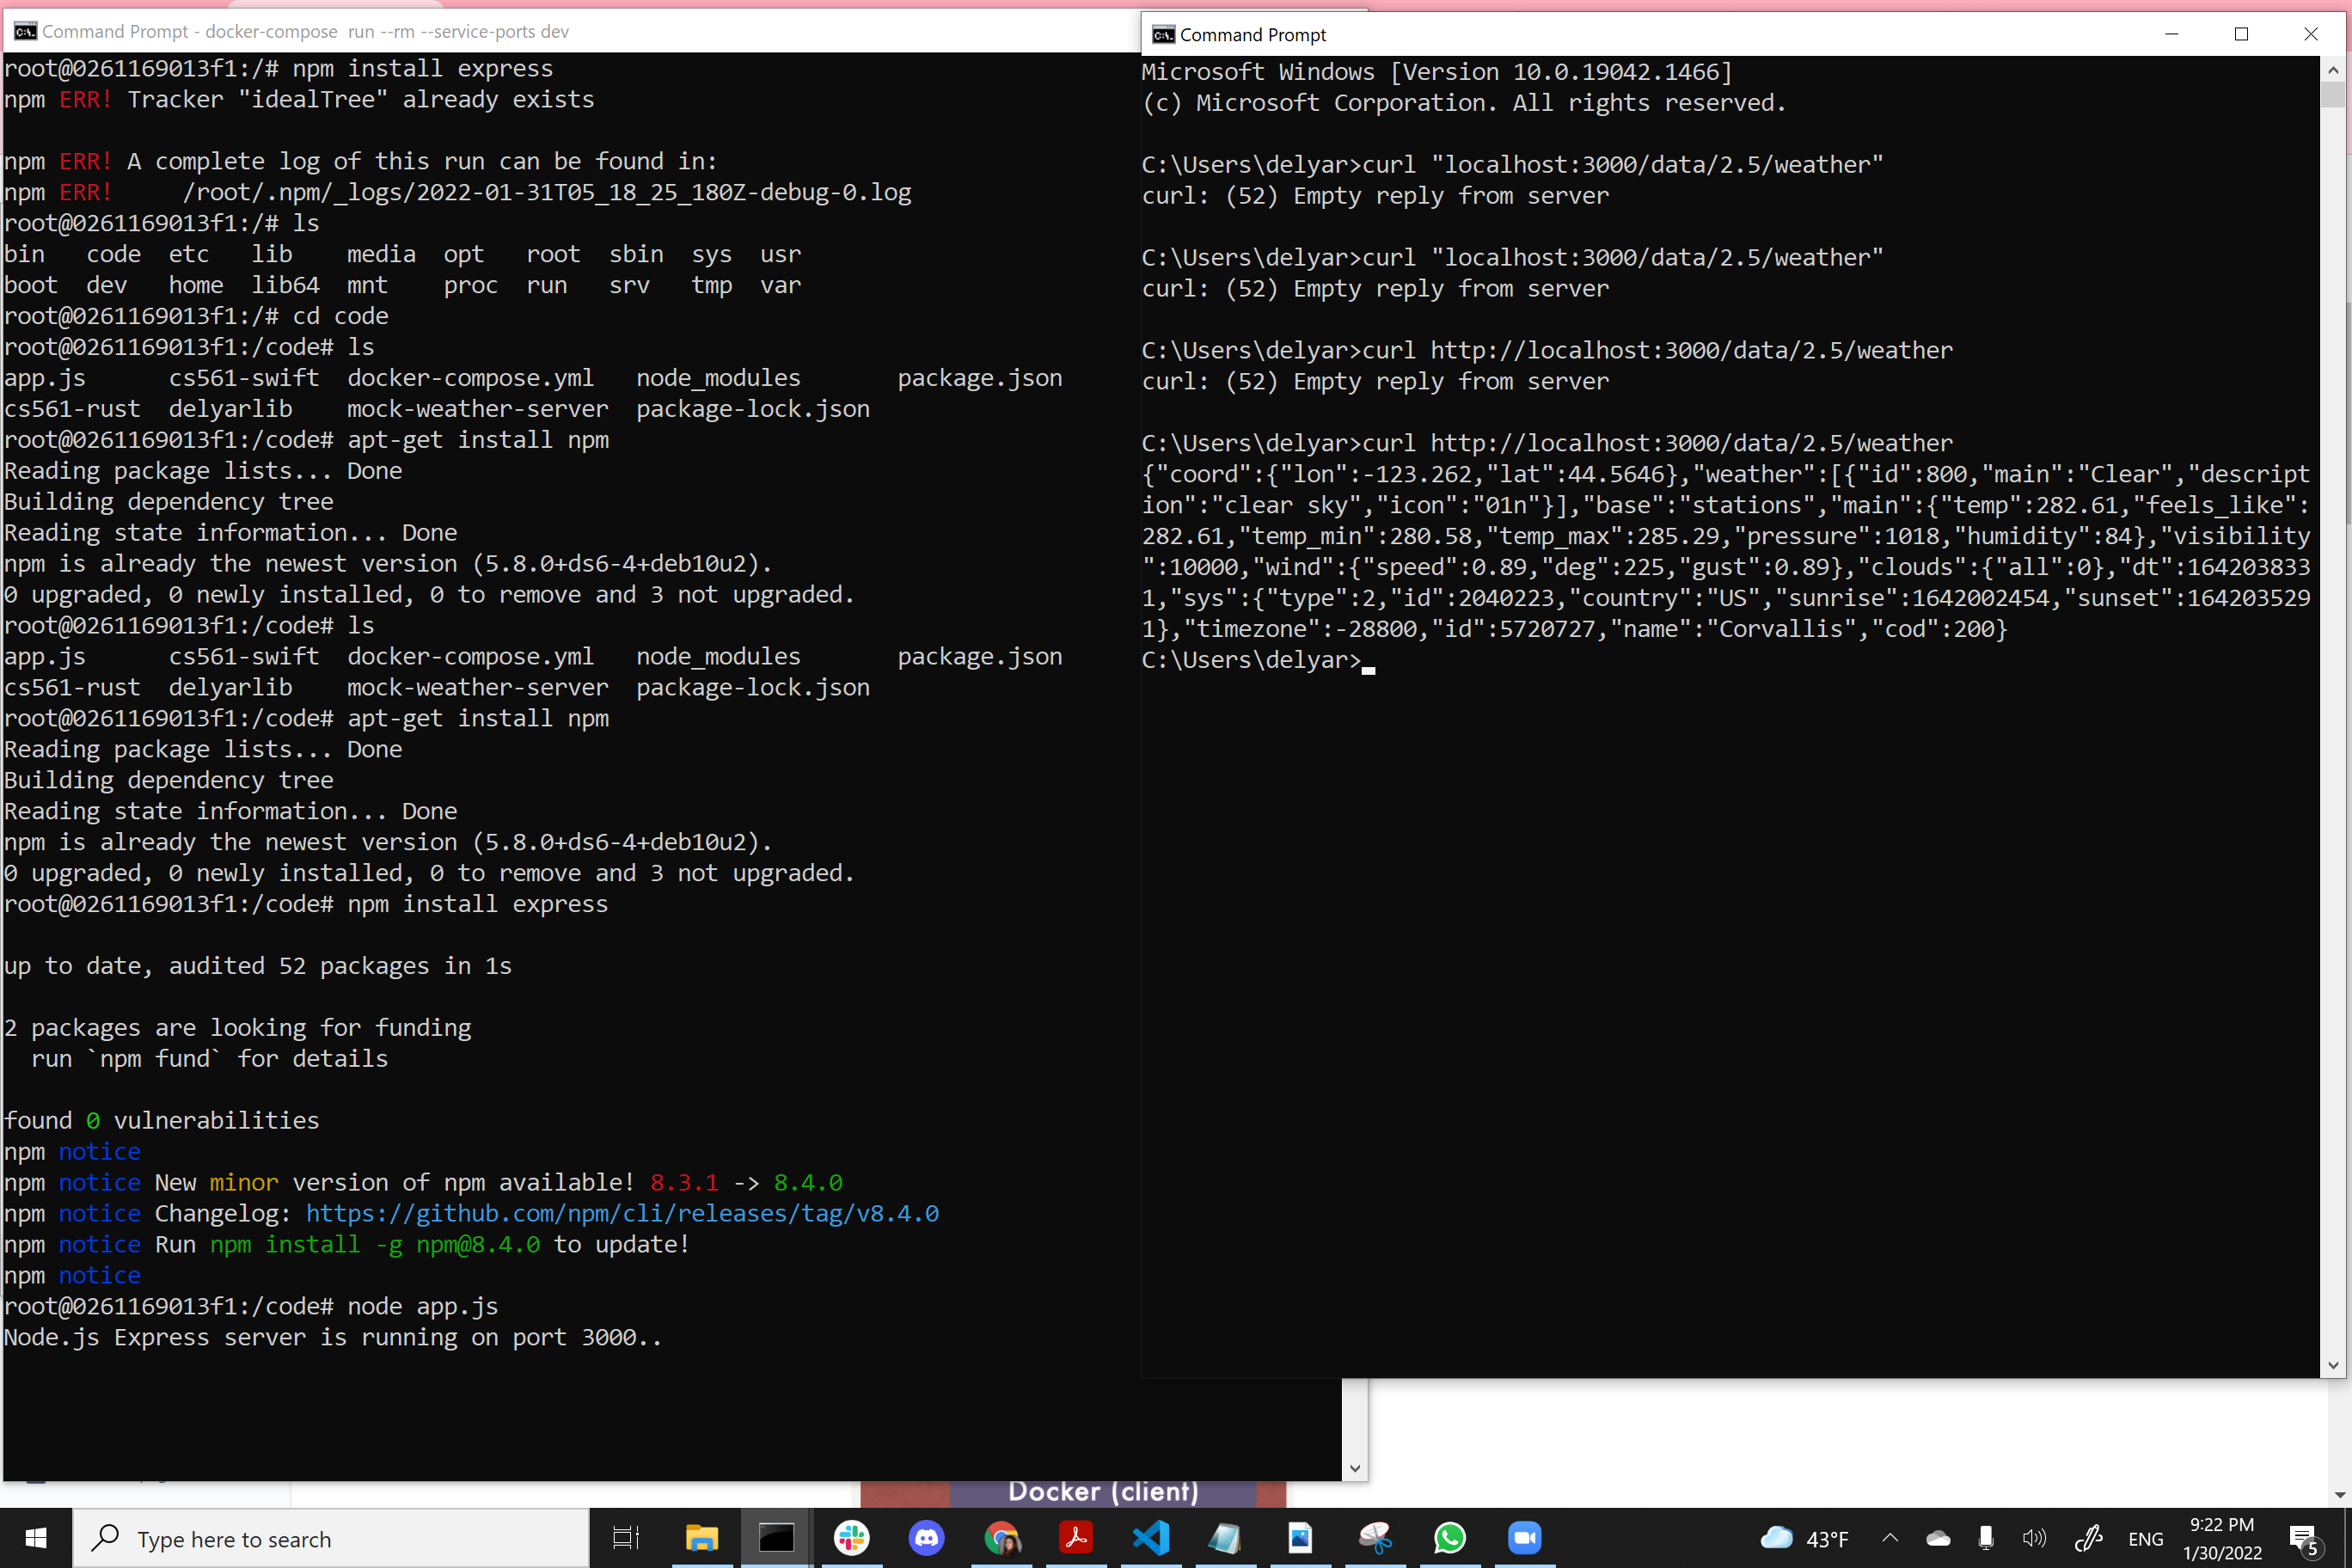 Command Prompt - docker-compose  run --rm --service-ports dev
root@0261169013f1:/# npm install express
npm ERR! Tracker "idealTree" already exists

npm ERR! A complete log of this run can be found in:
npm ERR!     /root/.npm/_logs/2022-01-31T05_18_25_180Z-debug-0.log
root@0261169013f1:/# ls
bin   code  etc   lib    media  opt   root  sbin  sys  usr
boot  dev   home  lib64  mnt    proc  run   srv   tmp  var
root@0261169013f1:/# cd code
root@0261169013f1:/code# ls
app.js      cs561-swift  docker-compose.yml   node_modules       package.json
cs561-rust  delyarlib    mock-weather-server  package-lock.json
root@0261169013f1:/code# apt-get install npm
Reading package lists... Done
Building dependency tree
Reading state information... Done
npm is already the newest version (5.8.0+ds6-4+deb10u2).
0 upgraded, 0 newly installed, 0 to remove and 3 not upgraded.
root@0261169013f1:/code# ls
app.js      cs561-swift  docker-compose.yml   node_modules       package.json
cs561-rust  delyarlib    mock-weather-server  package-lock.json
root@0261169013f1:/code# apt-get install npm
Reading package lists... Done
Building dependency tree
Reading state information... Done
npm is already the newest version (5.8.0+ds6-4+deb10u2).
0 upgraded, 0 newly installed, 0 to remove and 3 not upgraded.
root@0261169013f1:/code# npm install express

up to date, audited 52 packages in 1s

2 packages are looking for funding
  run `npm fund` for details

found 0 vulnerabilities
npm notice
npm notice New minor version of npm available! 8.3.1 -> 8.4.0
npm notice Changelog: https://github.com/npm/cli/releases/tag/v8.4.0
npm notice Run npm install -g npm@8.4.0 to update!
npm notice
root@0261169013f1:/code# node app.js
Node.js Express server is running on port 3000..
Command Prompt
Microsoft Windows [Version 10.0.19042.1466]
(c) Microsoft Corporation. All rights reserved.

C:\Users\delyar>curl "localhost:3000/data/2.5/weather"
curl: (52) Empty reply from server

C:\Users\delyar>curl "localhost:3000/data/2.5/weather"
curl: (52) Empty reply from server

C:\Users\delyar>curl http://localhost:3000/data/2.5/weather
curl: (52) Empty reply from server

C:\Users\delyar>curl http://localhost:3000/data/2.5/weather
{"coord":{"lon":-123.262,"lat":44.5646},"weather":[{"id":800,"main":"Clear","descript
ion":"clear sky","icon":"01n"}],"base":"stations","main":{"temp":282.61,"feels_like":
282.61,"temp_min":280.58,"temp_max":285.29,"pressure":1018,"humidity":84},"visibility
":10000,"wind":{"speed":0.89,"deg":225,"gust":0.89},"clouds":{"all":0},"dt":164203833
1,"sys":{"type":2,"id":2040223,"country":"US","sunrise":1642002454,"sunset":164203529
1},"timezone":-28800,"id":5720727,"name":"Corvallis","cod":200}
C:\Users\delyar>
Docker (client)
Type here to search
43°F
ENG
9:22 PM
1/30/2022
5